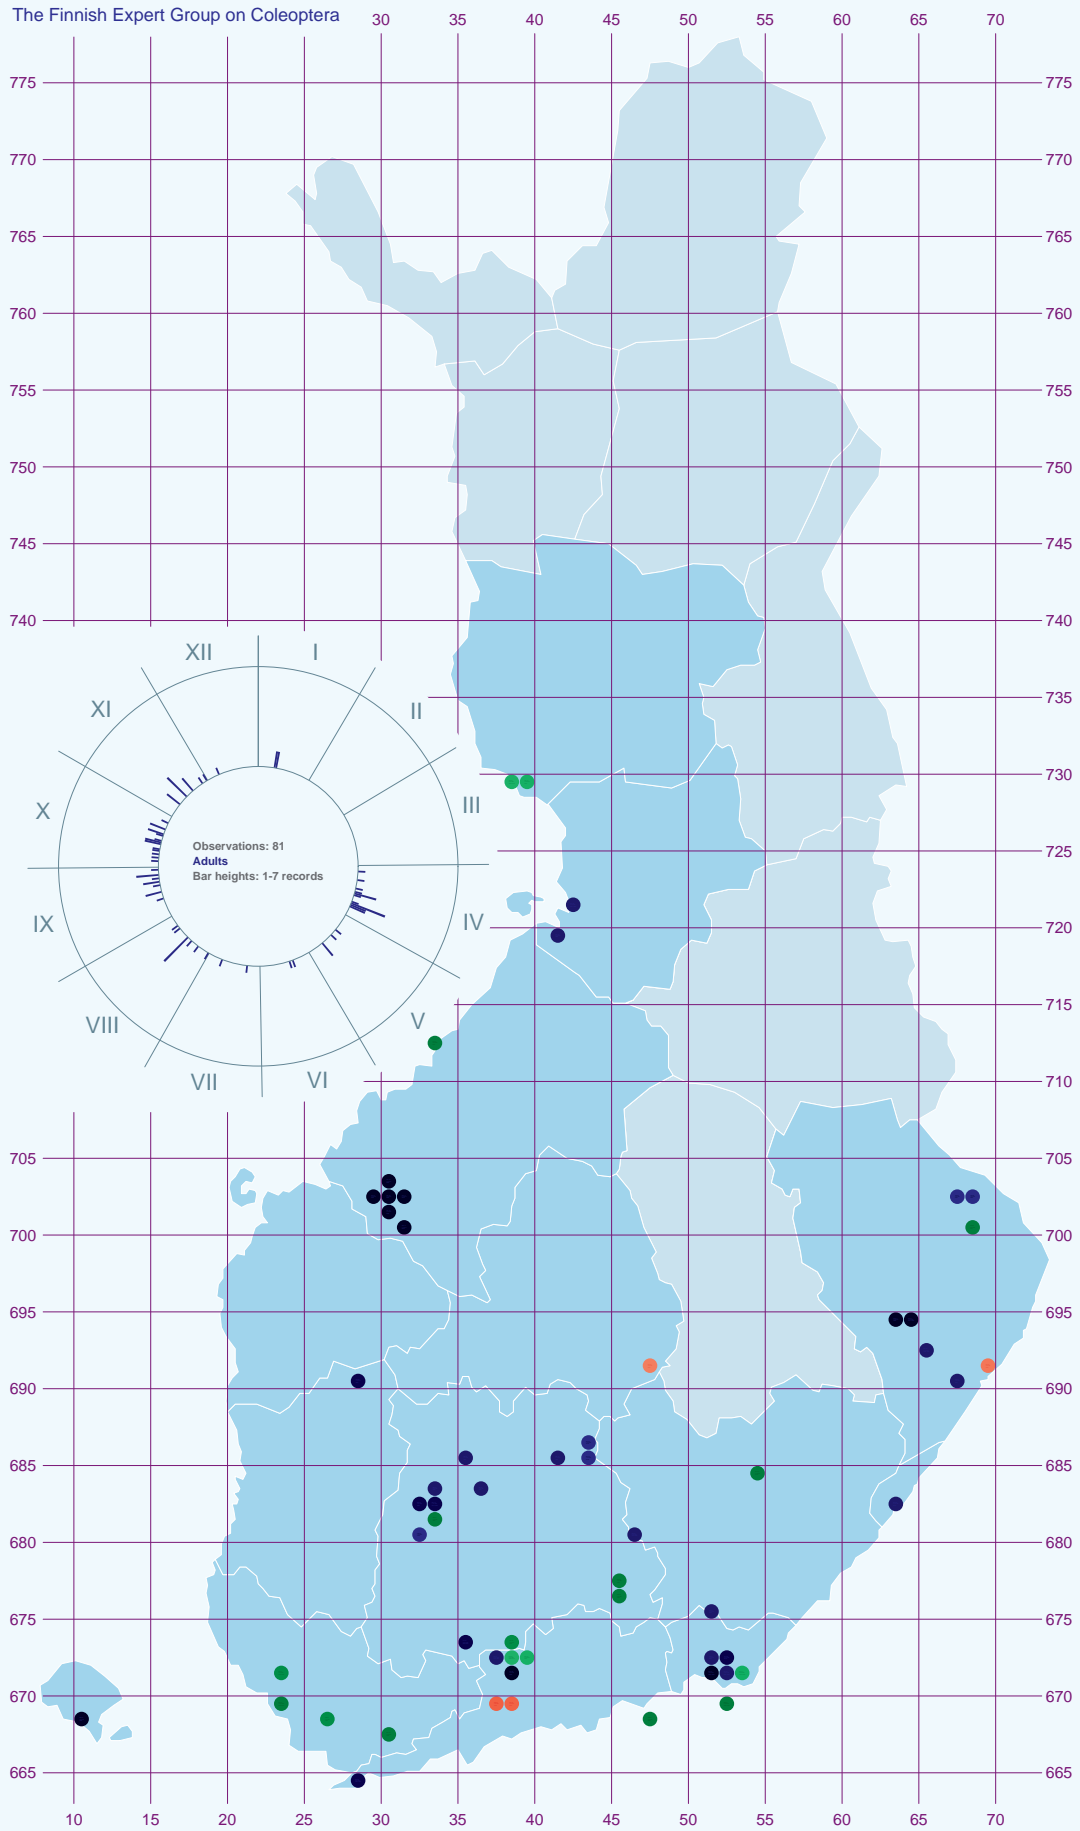 The Finnish Expert Group on Coleoptera
30 35 40 45 50 55 60 65 70
775 775
770 770
765 765
760 760
755 755
750 750
745 745
740 740
XII I
XI II
735
730
X III
Observations: 81
Adults
Bar heights: 1-7 records
725
IX IV
720
715
VIII V
VII VI
710
705 705
700 700
695 695
690 690
685 685
680 680
675 675
670 670
665 665
10 15 20 25 30 35 40 45 50 55 60 65 70